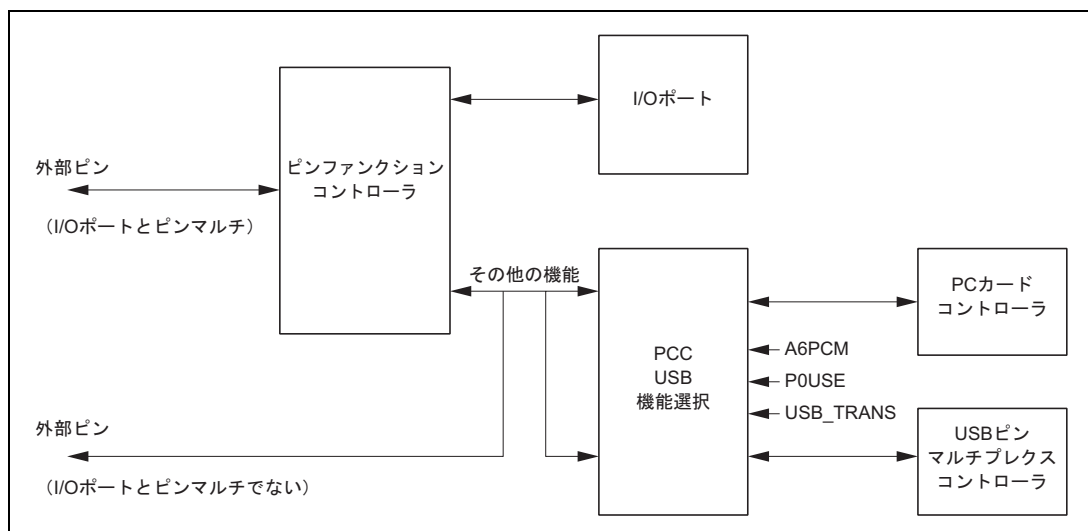 I/Oポート
外部ピン
(I/Oポートとピンマルチ)
ピンファンクション
コントローラ
その他の機能
PCC
USB
機能選択
PCカード
コントローラ
A6PCM
P0USE
USB_TRANS
外部ピン
(I/Oポートとピンマルチでない)
USBピン
マルチプレクス
コントローラ